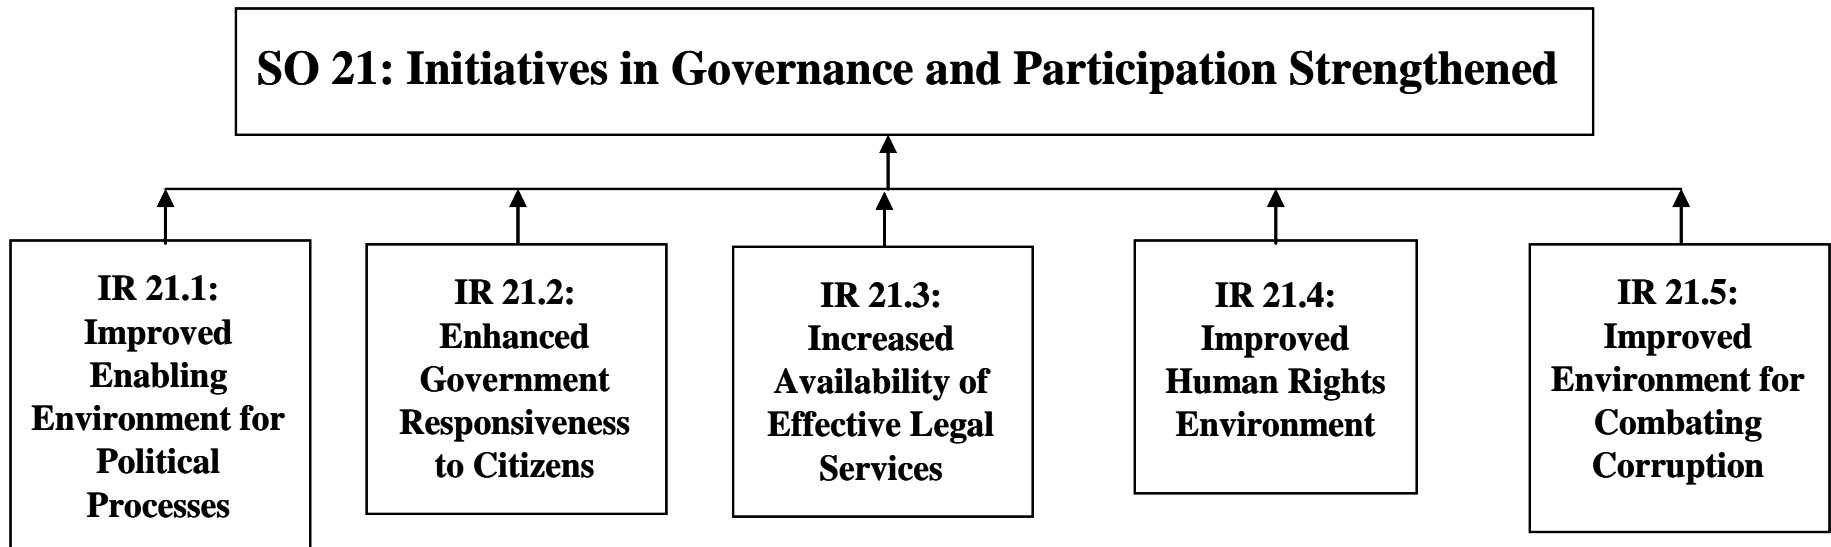 SO 21: Initiatives in Governance and Participation Strengthened
IR 21.1:
Improved
Enabling
Environment for
Political
Processes
IR 21.2:
Enhanced
Government
Responsiveness
to Citizens
IR 21.3:
Increased
Availability of
Effective Legal
Services
IR 21.4:
Improved
Human Rights
Environment
IR 21.5:
Improved
Environment for
Combating
Corruption